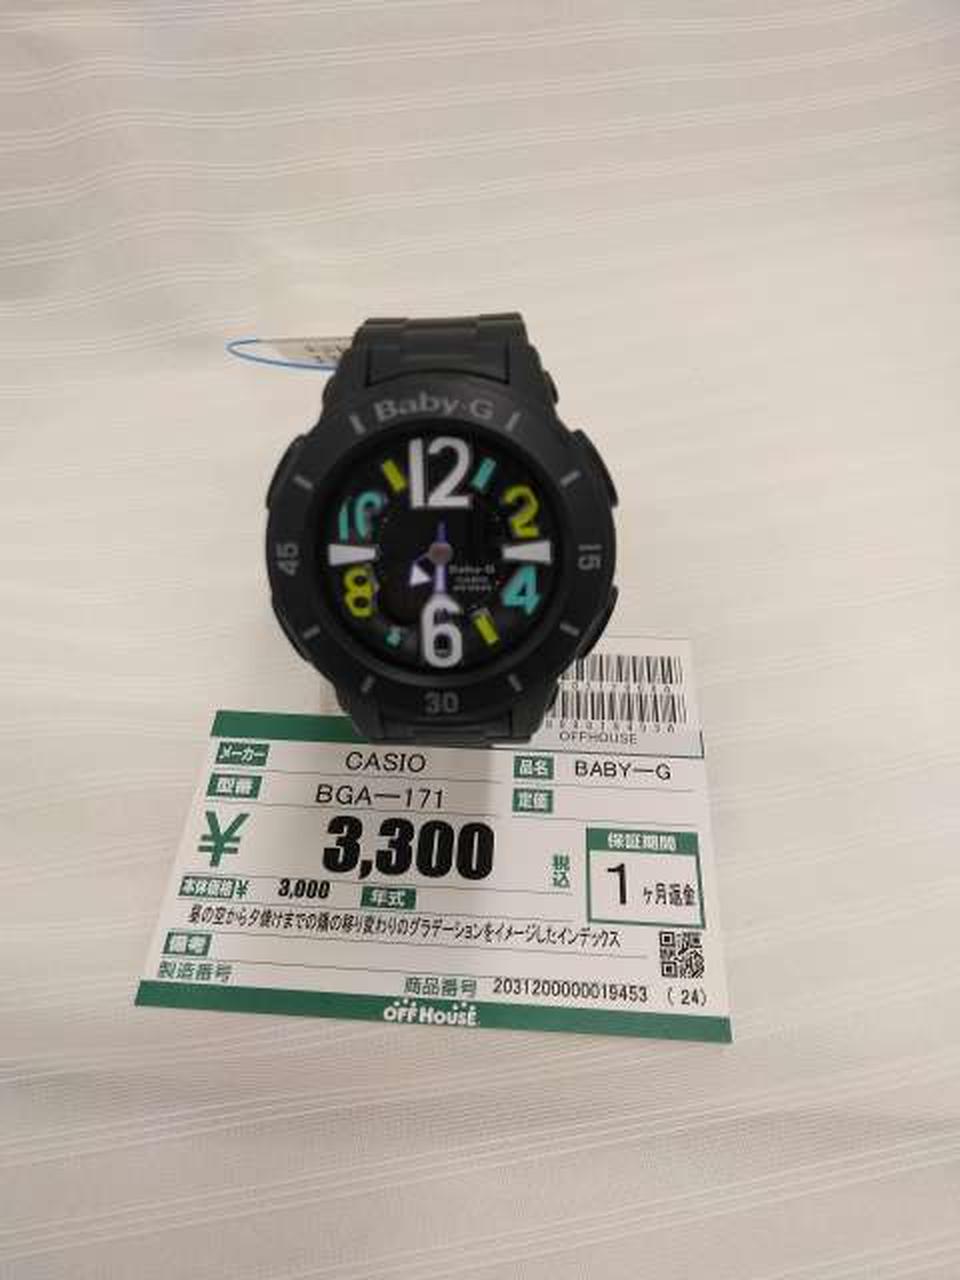 Baby-G
12
2
10
45
15
Baby-G
CASIO
8
4
6
30
OFFHOUSE
メーカー CASIO 品名 BABY-G
型番 BGA-171 定価
¥ 3,300 税込 保証期間
1ヶ月返金
本体価格¥ 3,000 年式
昼の空から夕焼けまでの陽の移り変わりのグラデーションをイメージしたインデックス
備考
製造番号 商品番号 2031200000019453 (24)
OFF HOUSE